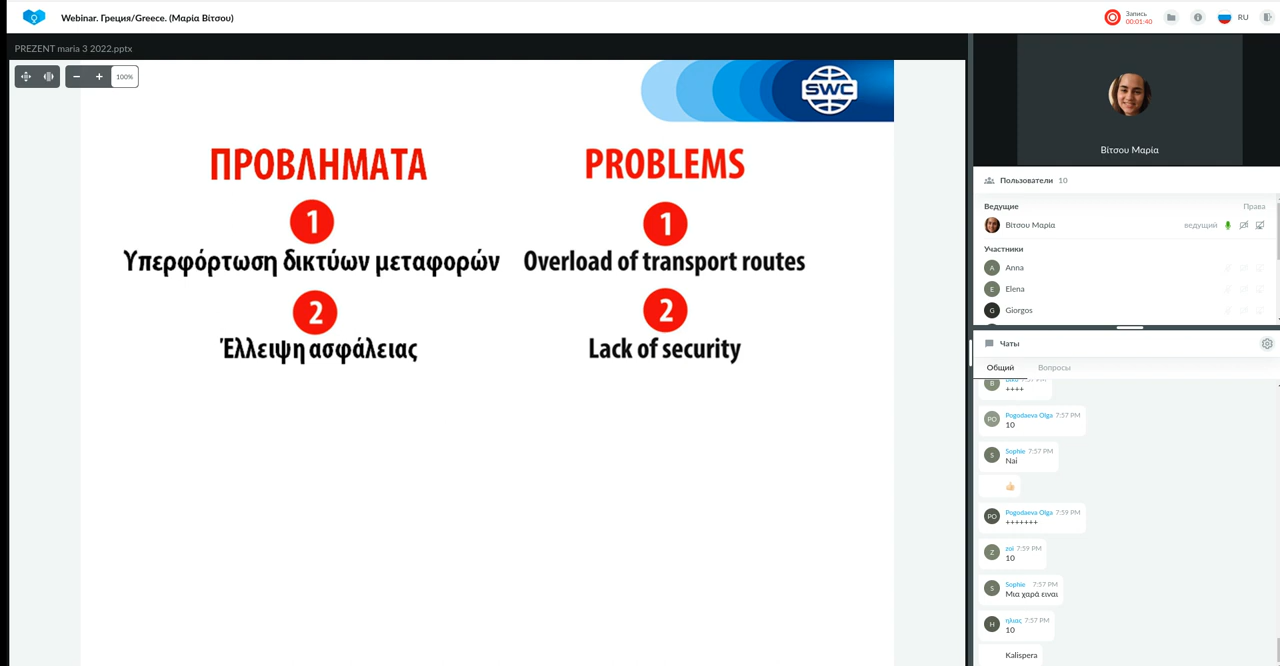 Webinar. Греция/Greece. (Μαρία Βίτσου)
Запись
00:01:40
RU
PREZENT maria 3 2022.pptx
100%
SWC
ΠΡΟΒΛΗΜΑΤΑ
1
Υπερφόρτωση δικτύων μεταφορών
2
Έλλειψη ασφάλειας
PROBLEMS
1
Overload of transport routes
2
Lack of security
Βίτσου Μαρία
Пользователи 10
Ведущие Права
Βίτσου Μαρία ведущий
Участники
A Anna
E Elena
G Giorgos
Чаты
Общий Вопросы
++++
PO Pogodaeva Olga 7:57 PM
10
S Sophie 7:57 PM
Nai
PO Pogodaeva Olga 7:59 PM
+++++++
Z zoi 7:59 PM
10
S Sophie 7:57 PM
Μια χαρά ειναι
Η ηλιας 7:57 PM
10
Kalispera